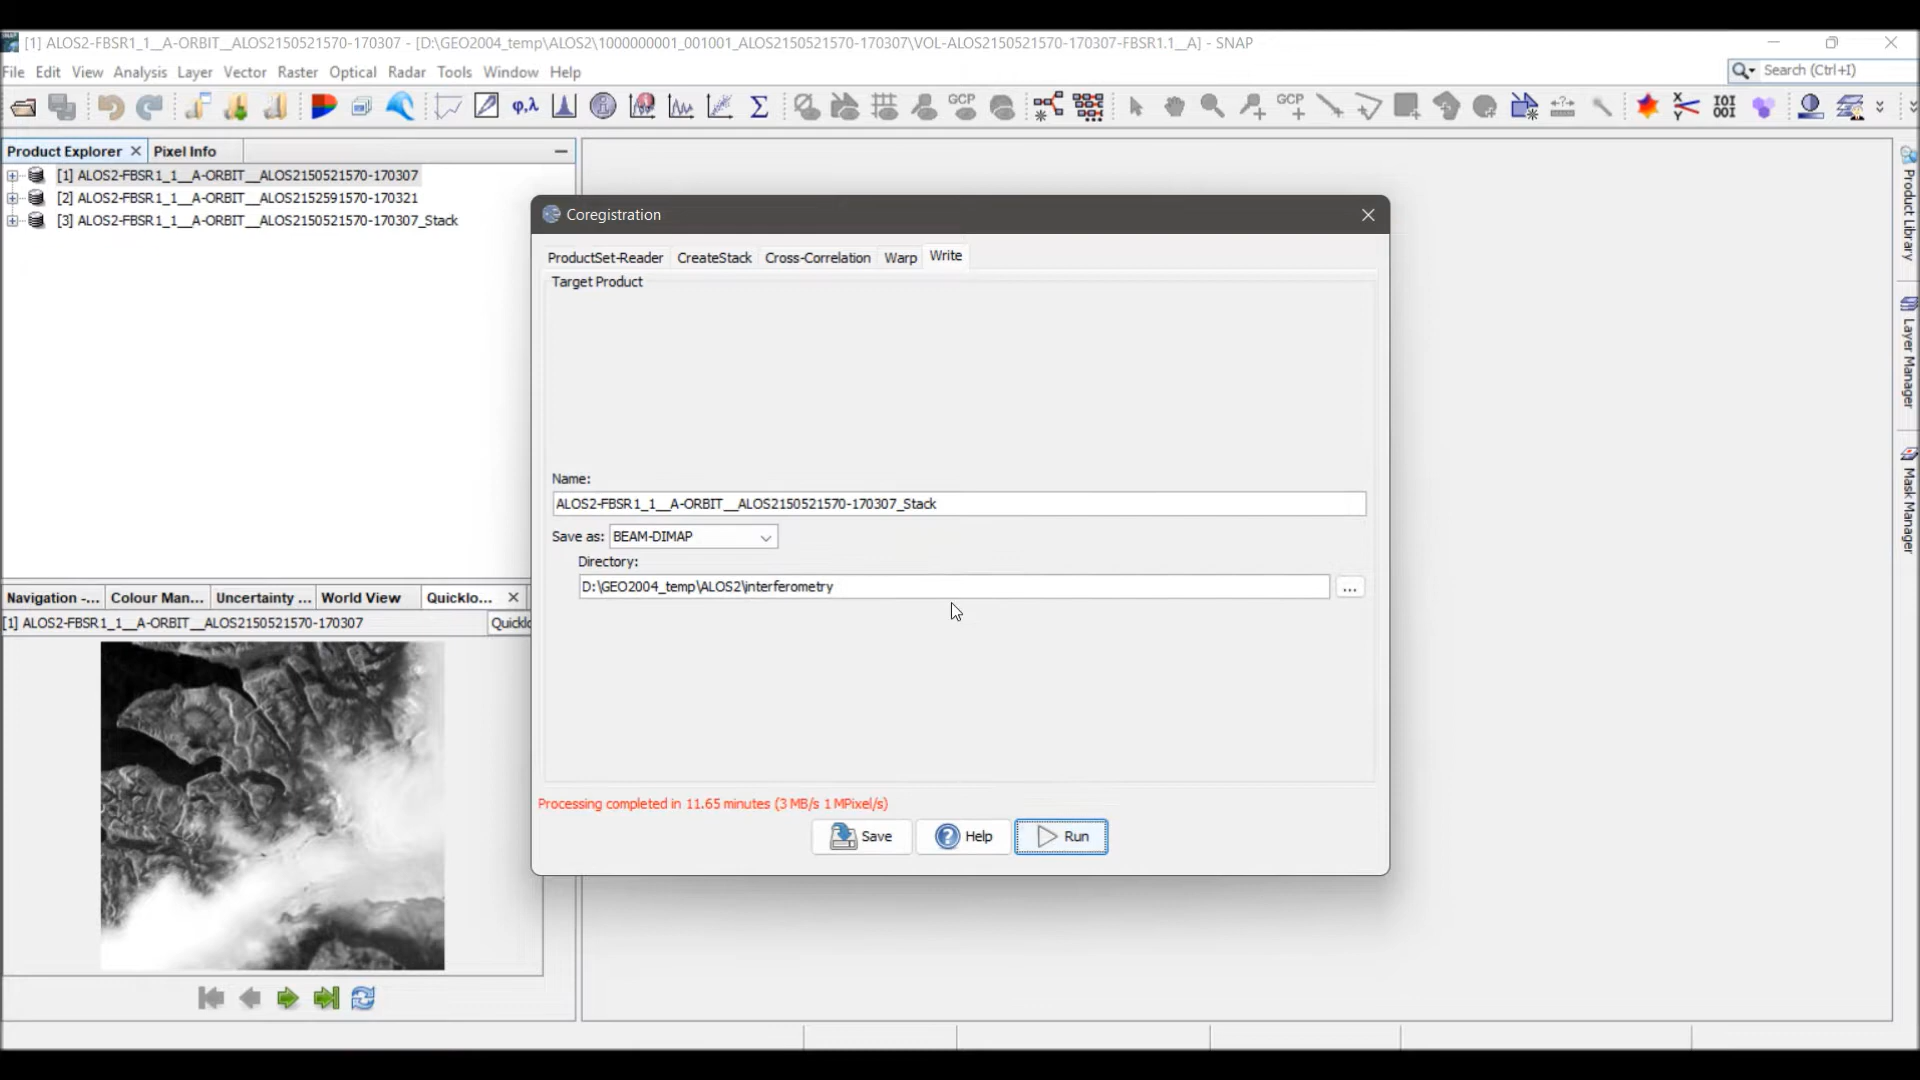 [1] ALOS2-FBSR1_1__A-ORBIT__ALOS2150521570-170307 - [D:\GEO2004_temp\ALOS2\1000000001_001001_ALOS2150521570-170307\VOL-ALOS2150521570-170307-FBSR1.1__A] - SNAP
File Edit View Analysis Layer Vector Raster Optical Radar Tools Window Help
Search (Ctrl+I)
φ,λ GCP GCP
Product Explorer Pixel Info
[1] ALOS2-FBSR1_1__A-ORBIT__ALOS2150521570-170307
[2] ALOS2-FBSR1_1__A-ORBIT__ALOS2152591570-170321
[3] ALOS2-FBSR1_1__A-ORBIT__ALOS2150521570-170307_Stack
Coregistration
ProductSet-Reader CreateStack Cross-Correlation Warp Write
Target Product
Name:
ALOS2-FBSR1_1__A-ORBIT__ALOS2150521570-170307_Stack
Save as: BEAM-DIMAP
Directory:
D:\GEO2004_temp\ALOS2\interferometry
...
Processing completed in 11.65 minutes (3 MB/s 1 MPixel/s)
Save Help Run
Navigation -... Colour Man... Uncertainty ... World View Quicklo...
[1] ALOS2-FBSR1_1__A-ORBIT__ALOS2150521570-170307
Product Library
Layer Manager
Mask Manager